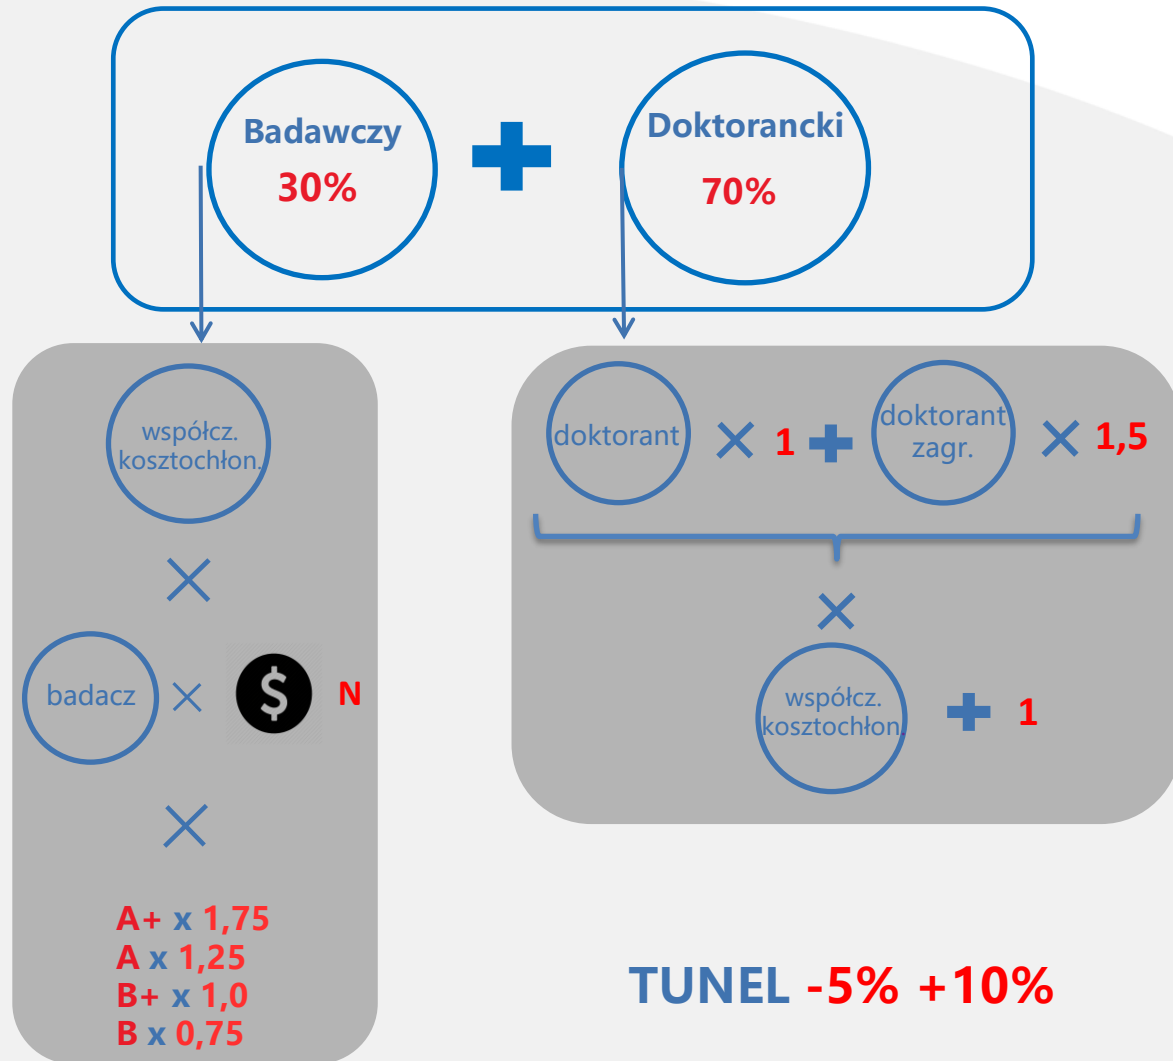 Badawczy
30%
Doktorancki
70%
współcz.
kosztochłon.
badacz
$ N
A+ x 1,75
A x 1,25
B+ x 1,0
B x 0,75
doktorant
1
doktorant
zagr.
1,5
współcz.
kosztochłon.
1
TUNEL -5% +10%